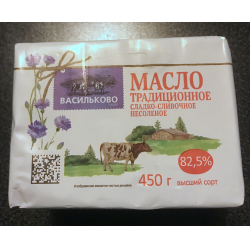 ВАСИЛЬКОВО
МАСЛО
ТРАДИЦИОННОЕ
СЛАДКО-СЛИВОЧНОЕ
НЕСОЛЕНОЕ
82,5%
450 г высший сорт